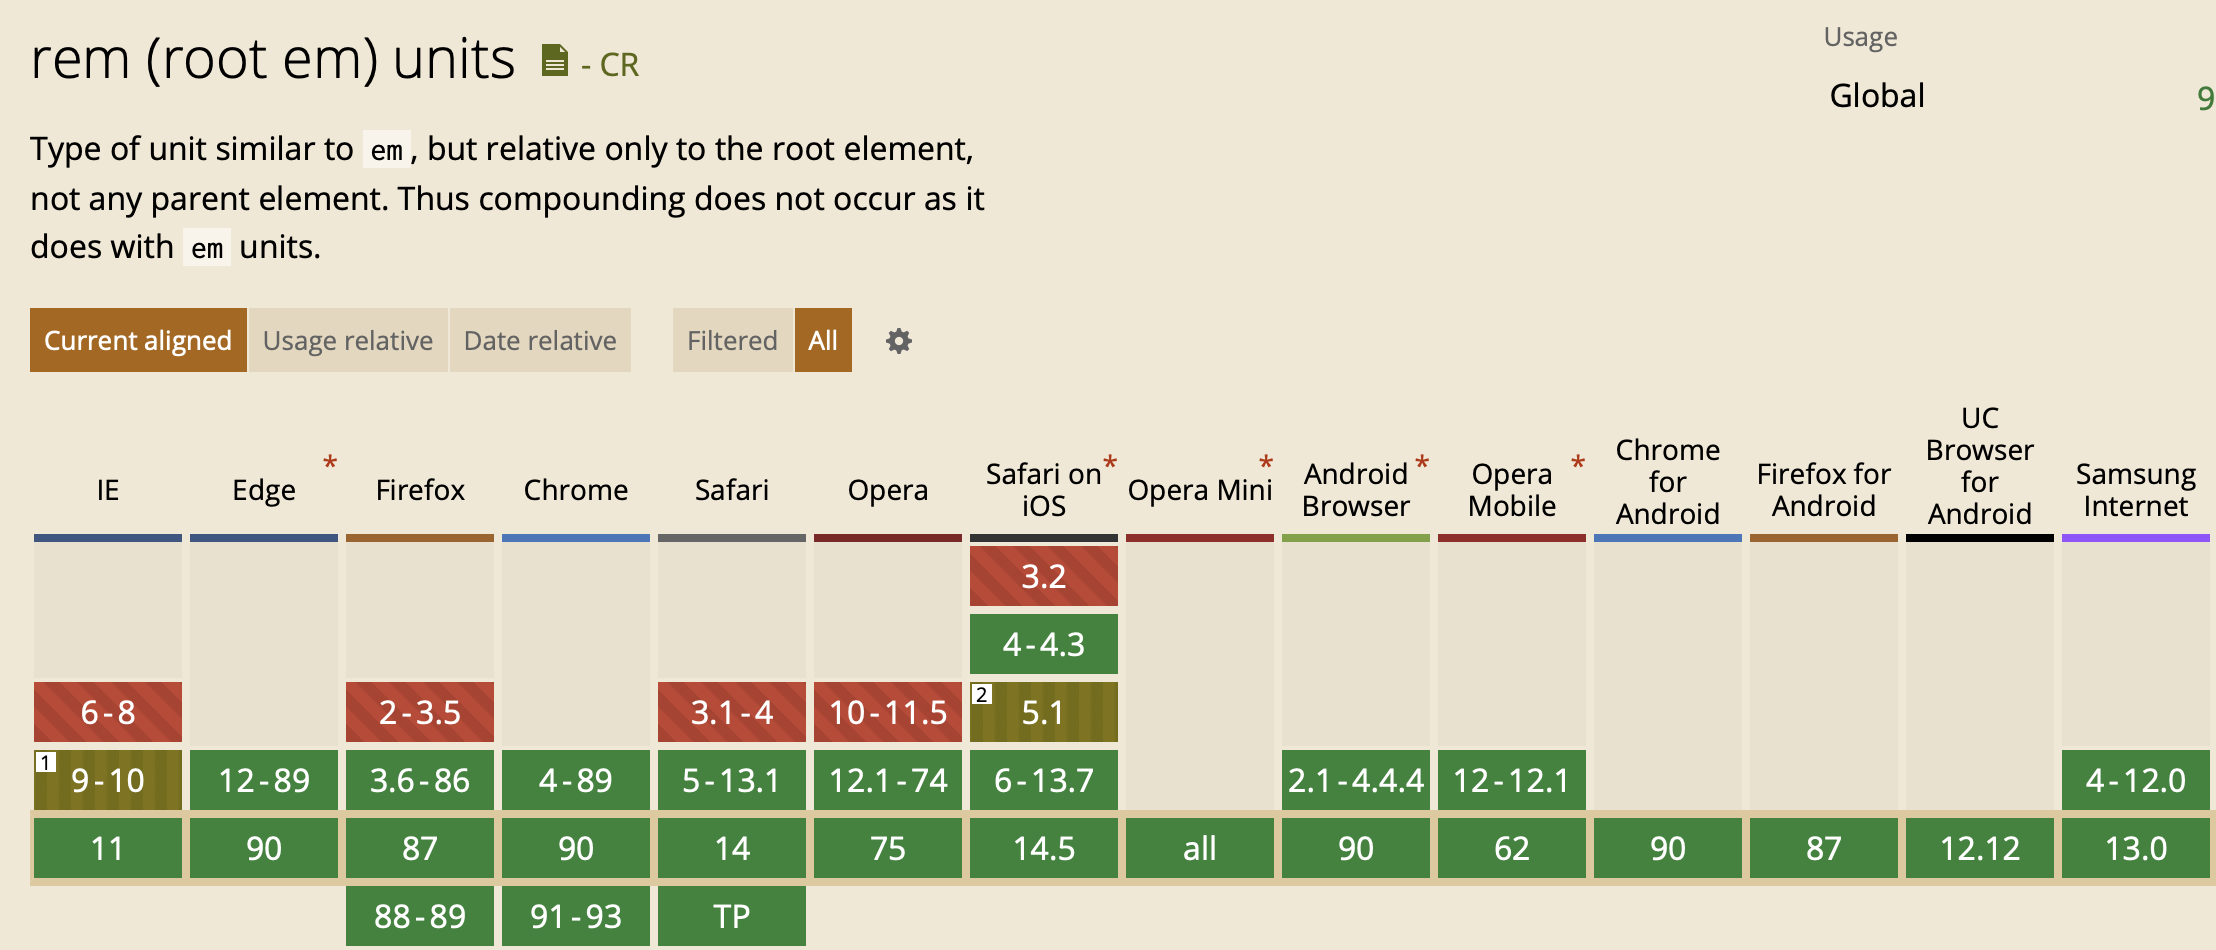 rem (root em) units - CR
Usage
Global 9
Type of unit similar to em, but relative only to the root element,
not any parent element. Thus compounding does not occur as it
does with em units.
Current aligned Usage relative Date relative Filtered All
IE
Edge *
Firefox
Chrome
Safari
Opera
Safari on *
iOS
Opera Mini *
Android *
Browser
Opera *
Mobile
Chrome
for
Android
Firefox for
Android
UC
Browser
for
Android
Samsung
Internet
3.2
4-4.3
6-8 2-3.5 3.1-4 10-11.5 2 5.1
1 9-10 12-89 3.6-86 4-89 5-13.1 12.1-74 6-13.7 2.1-4.4.4 12-12.1 4-12.0
11 90 87 90 14 75 14.5 all 90 62 90 87 12.12 13.0
88-89 91-93 TP